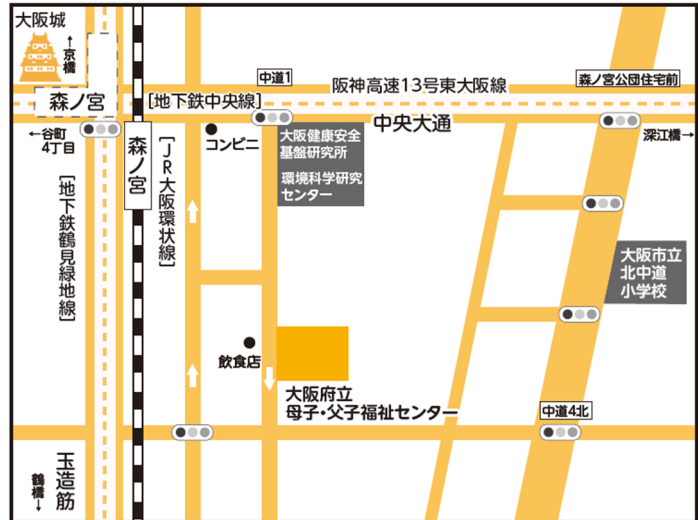 大阪城
←京橋
森ノ宮
中道1
阪神高速13号東大阪線
森ノ宮公団住宅前
[地下鉄中央線]
中央大通
←谷町
4丁目
森ノ宮
コンビニ
大阪健康安全
基盤研究所
環境科学研究
センター
深江橋→
[地下鉄鶴見緑地線]
[JR大阪環状線]
大阪市立
北中道
小学校
飲食店
大阪府立
母子・父子福祉センター
中道4北
玉造筋
鶴橋→